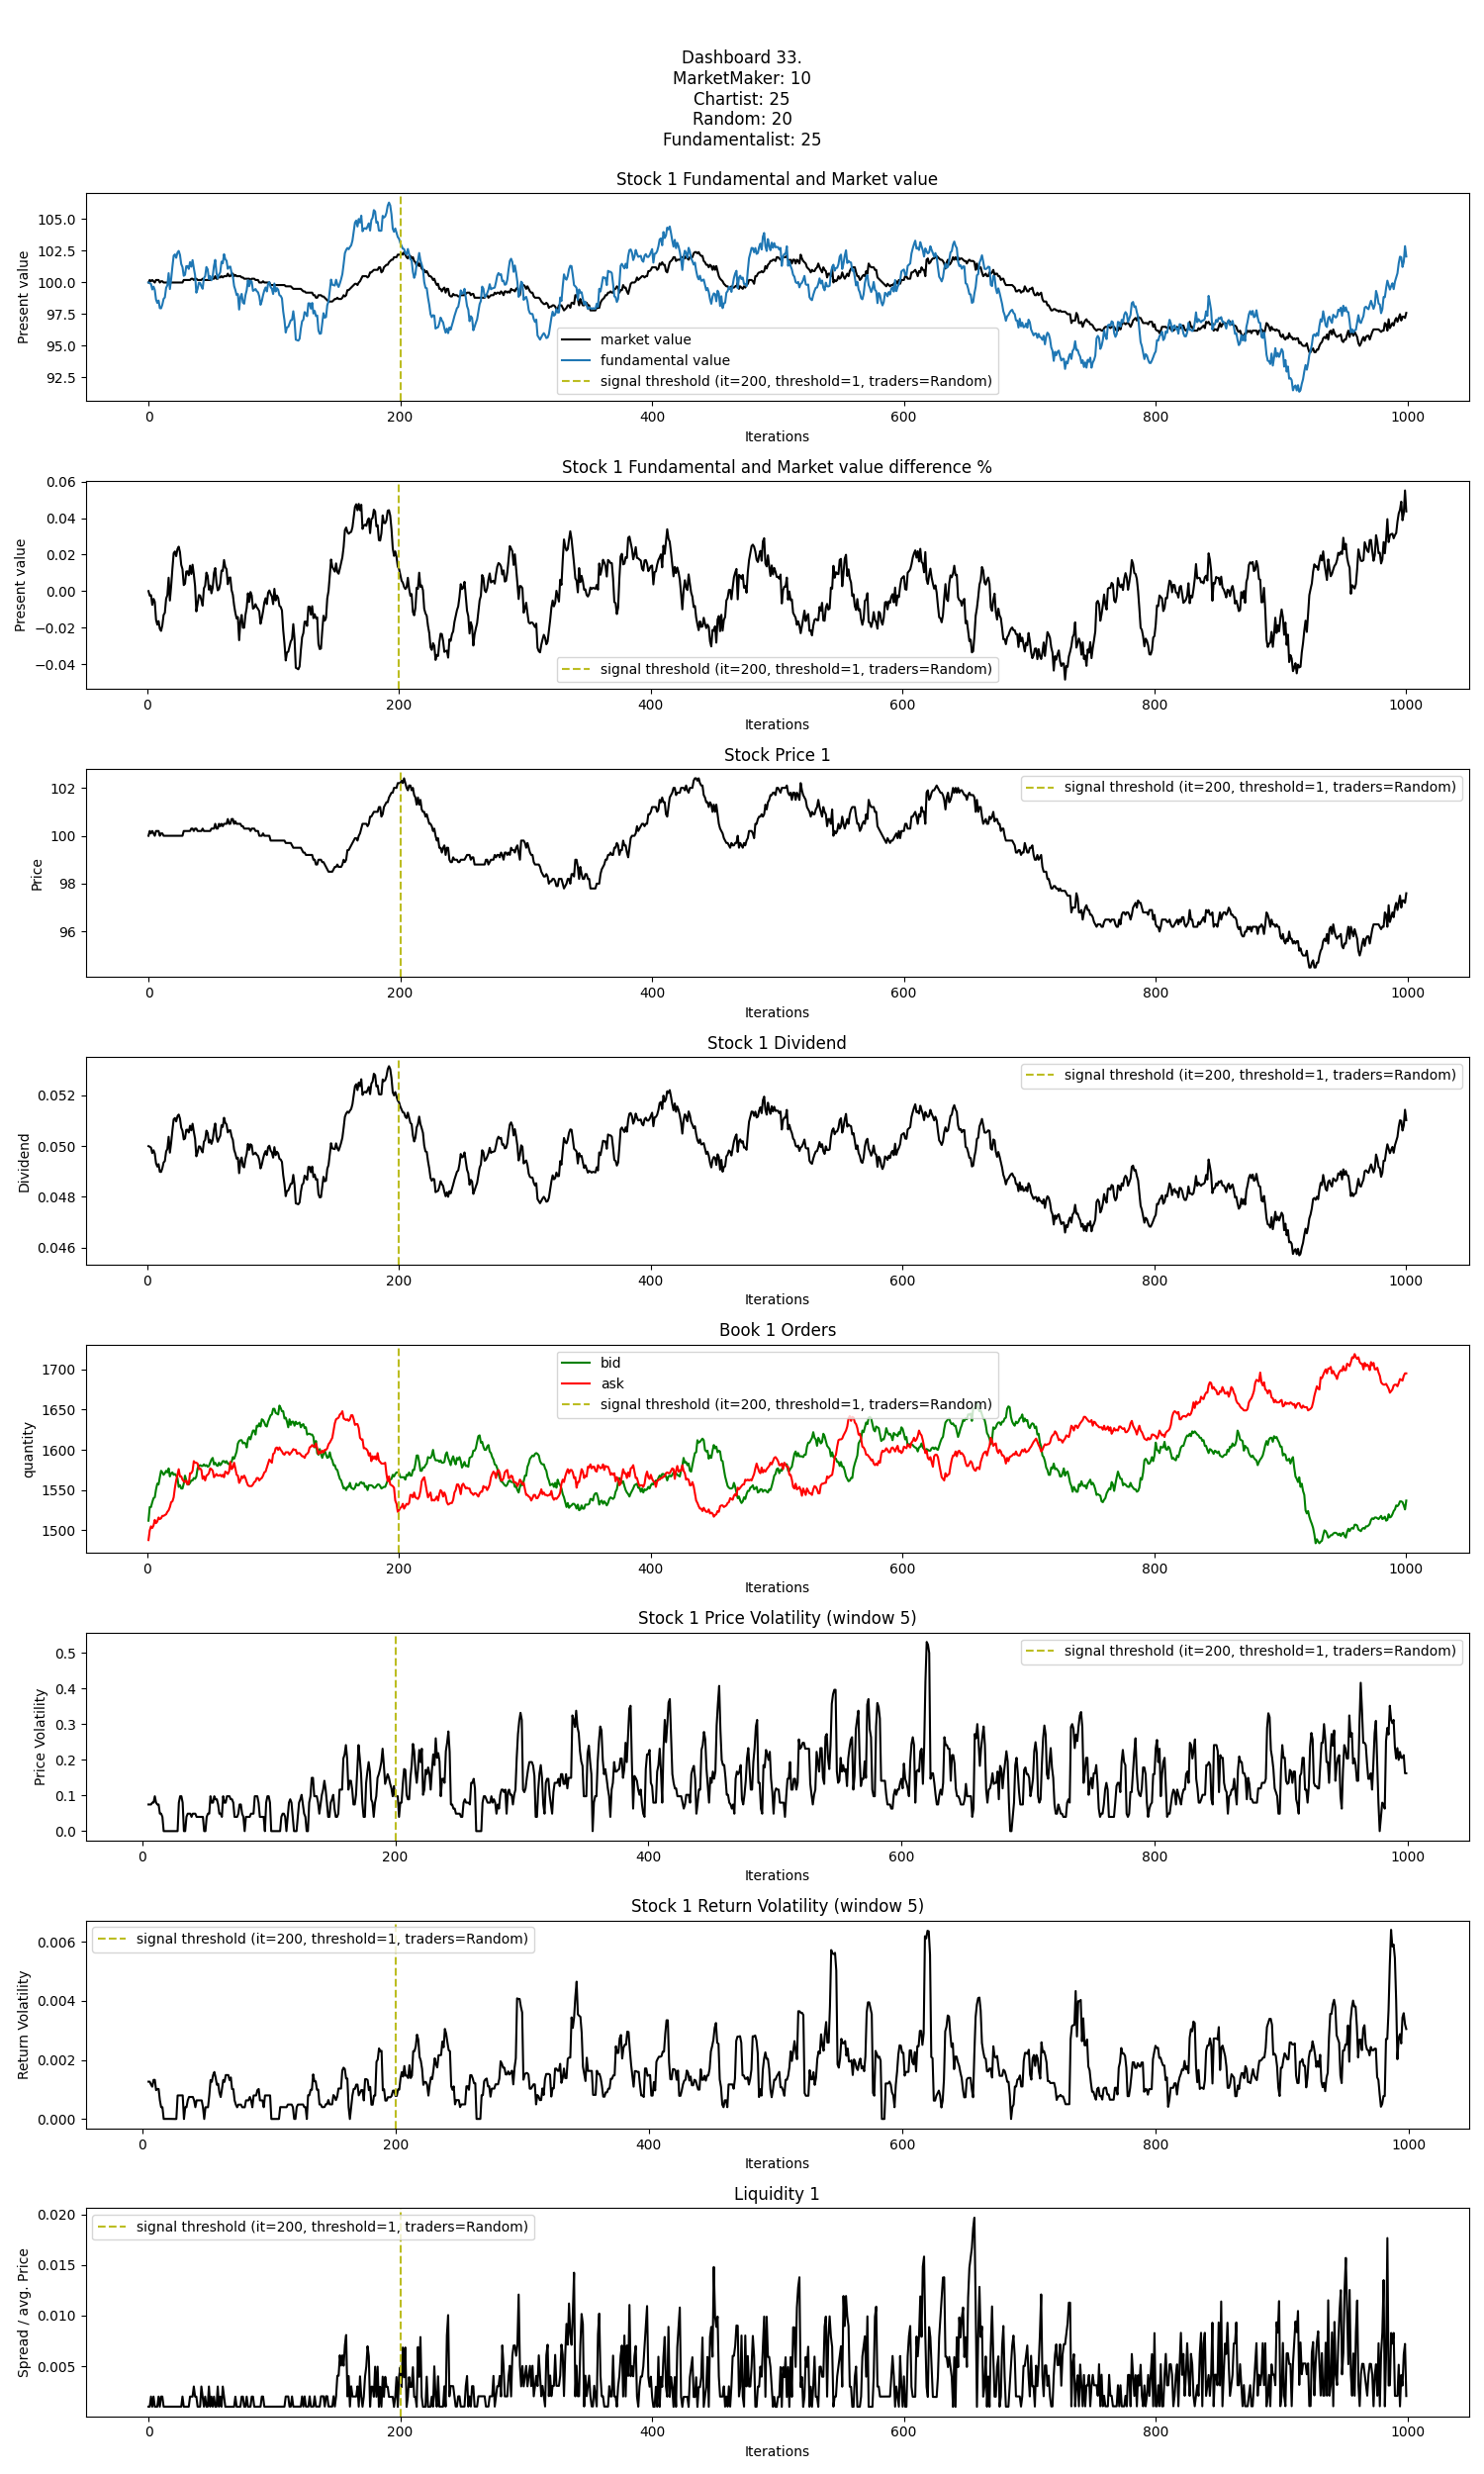 Dashboard 33.
MarketMaker: 10
Chartist: 25
Random: 20
Fundamentalist: 25
Stock 1 Fundamental and Market value
Present value
105.0
102.5
100.0
97.5
95.0
92.5
market value
fundamental value
signal threshold (it=200, threshold=1, traders=Random)
0 200 400 600 800 1000
Iterations
Stock 1 Fundamental and Market value difference %
Present value
0.06
0.04
0.02
0.00
−0.02
−0.04
signal threshold (it=200, threshold=1, traders=Random)
0 200 400 600 800 1000
Iterations
Stock Price 1
Price
102
100
98
96
signal threshold (it=200, threshold=1, traders=Random)
0 200 400 600 800 1000
Iterations
Stock 1 Dividend
Dividend
0.052
0.050
0.048
0.046
signal threshold (it=200, threshold=1, traders=Random)
0 200 400 600 800 1000
Iterations
Book 1 Orders
quantity
1700
1650
1600
1550
1500
bid
ask
signal threshold (it=200, threshold=1, traders=Random)
0 200 400 600 800 1000
Iterations
Stock 1 Price Volatility (window 5)
Price Volatility
0.5
0.4
0.3
0.2
0.1
0.0
signal threshold (it=200, threshold=1, traders=Random)
0 200 400 600 800 1000
Iterations
Stock 1 Return Volatility (window 5)
Return Volatility
0.006
0.004
0.002
0.000
signal threshold (it=200, threshold=1, traders=Random)
0 200 400 600 800 1000
Iterations
Liquidity 1
Spread / avg. Price
0.020
0.015
0.010
0.005
signal threshold (it=200, threshold=1, traders=Random)
0 200 400 600 800 1000
Iterations